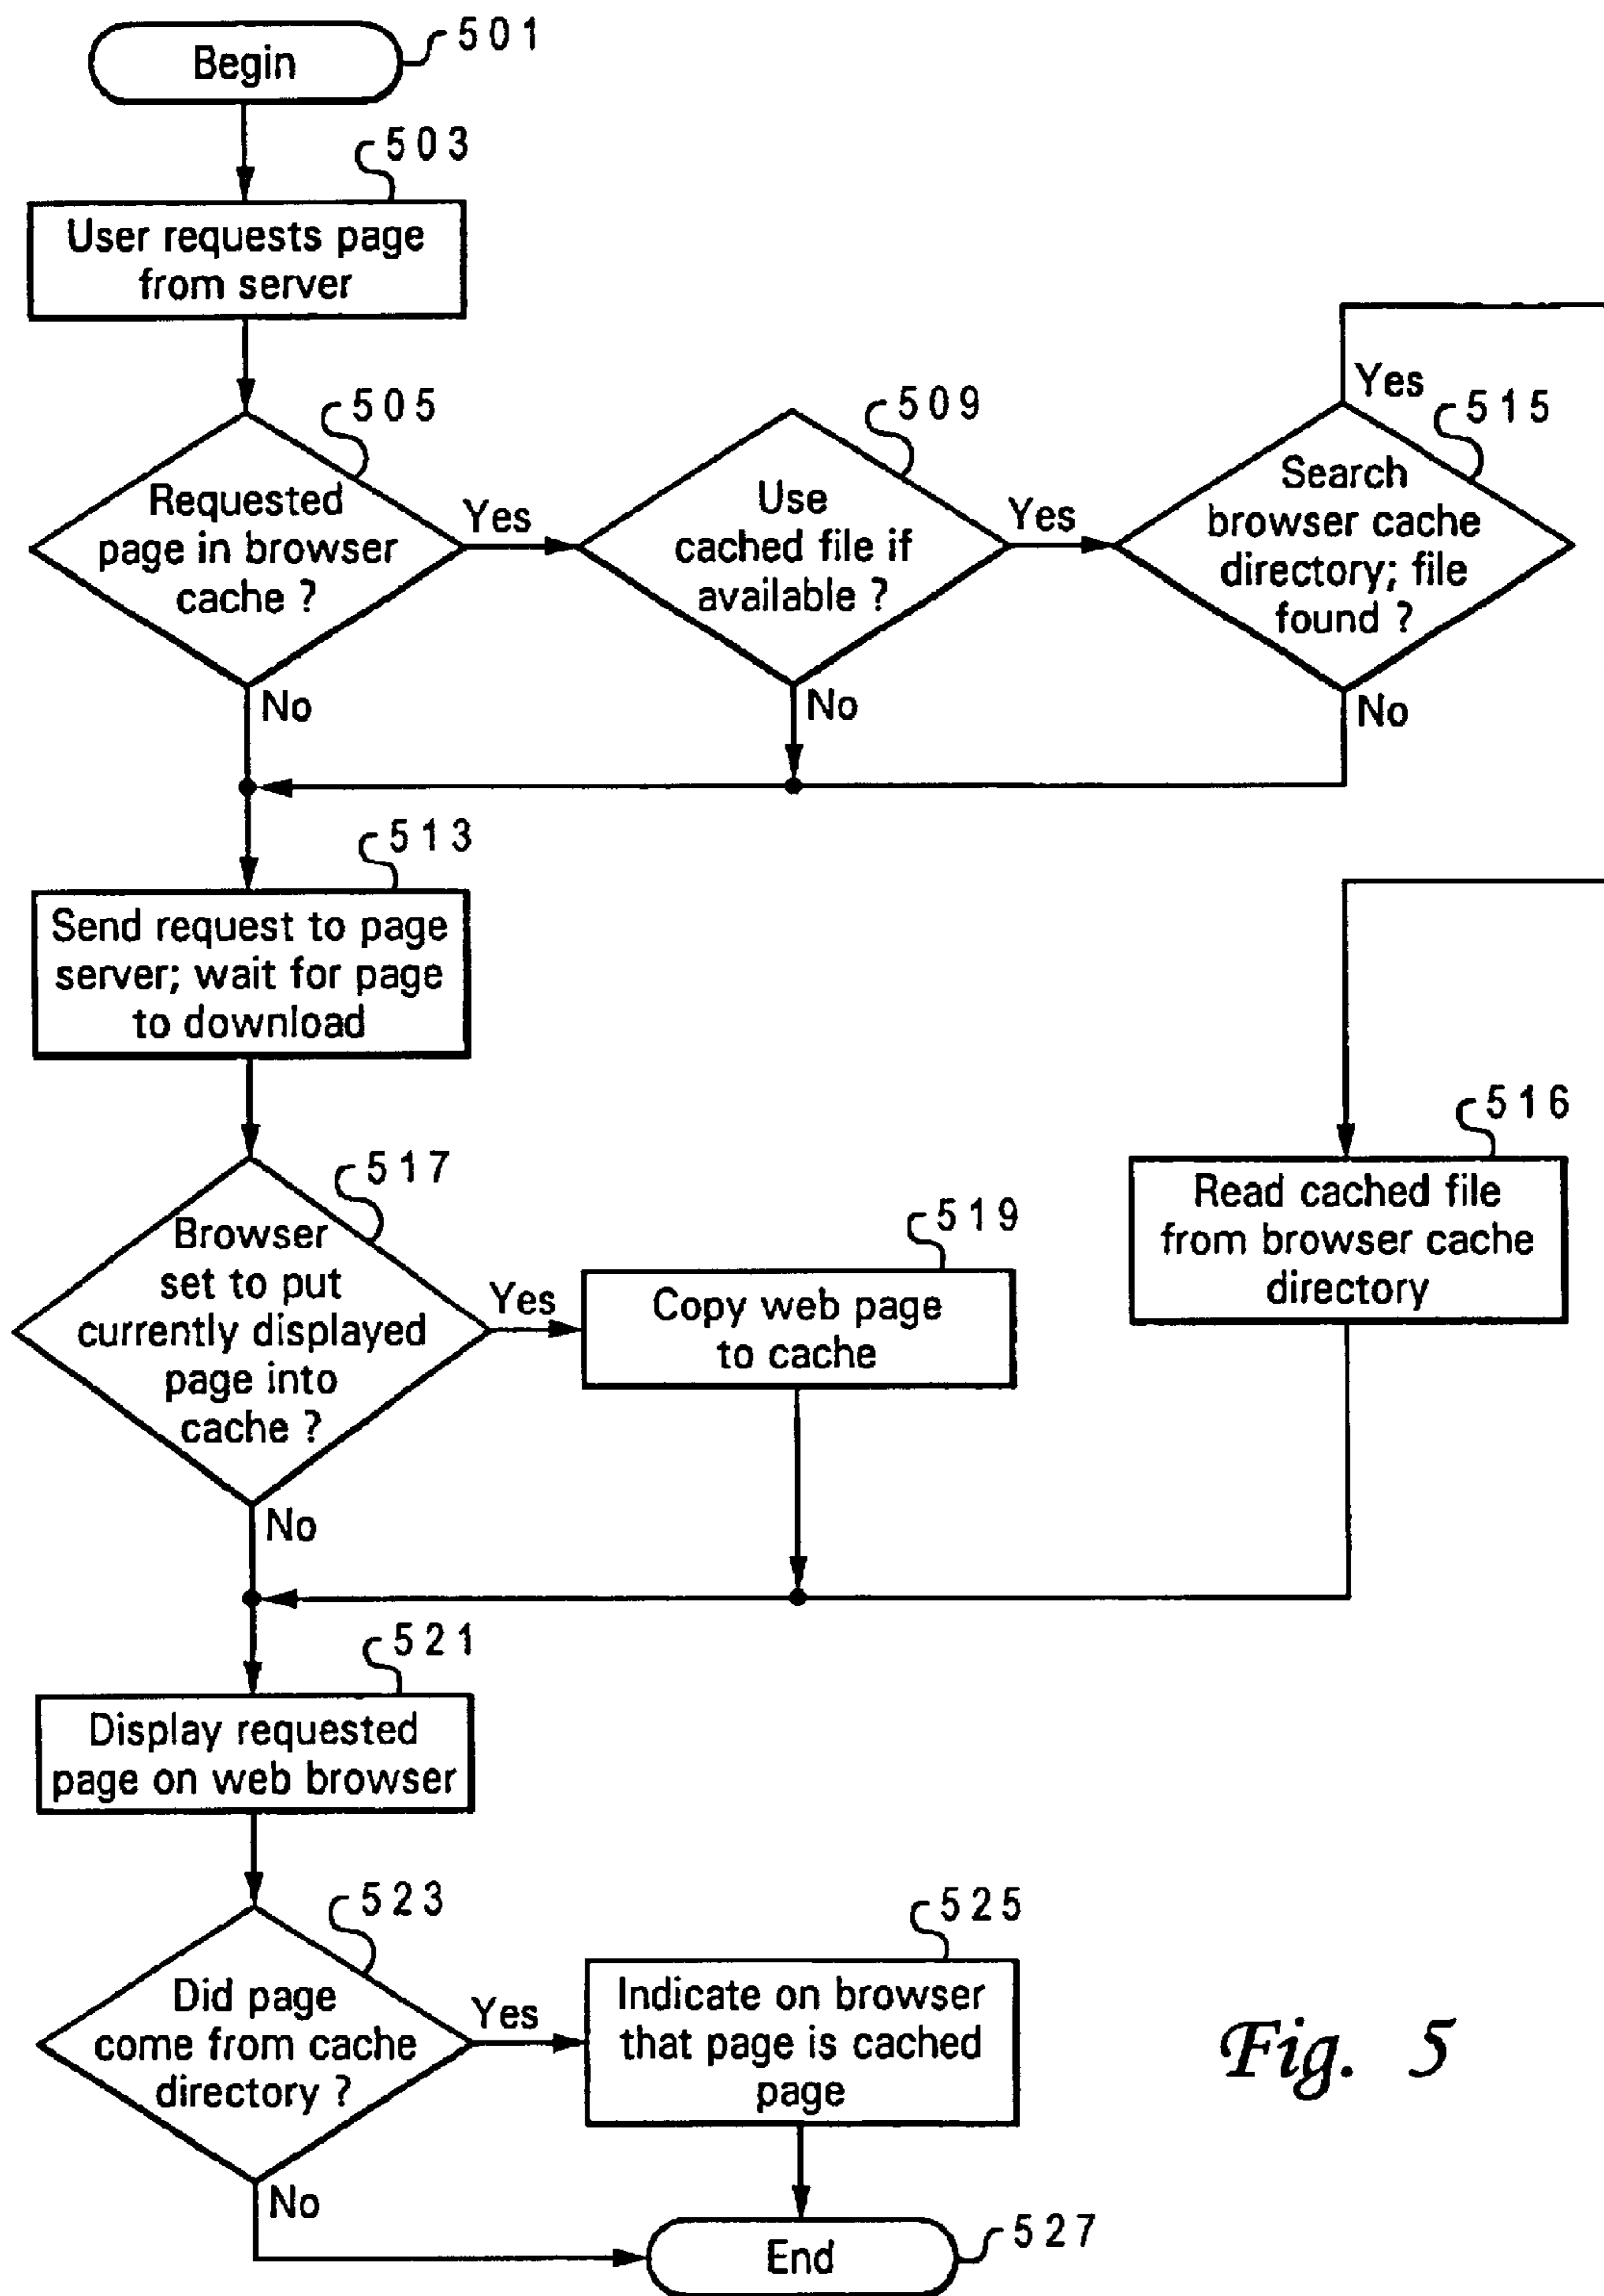 Begin
501
503
User requests page
from server
505
Requested
page in browser
cache ?
Yes
No
509
Use
cached file if
available ?
Yes
No
Yes
515
Search
browser cache
directory; file
found ?
No
513
Send request to page
server; wait for page
to download
517
Browser
set to put
currently displayed
page into
cache ?
Yes
No
519
Copy web page
to cache
516
Read cached file
from browser cache
directory
521
Display requested
page on web browser
523
Did page
come from cache
directory ?
Yes
No
525
Indicate on browser
that page is cached
page
End
527
Fig. 5